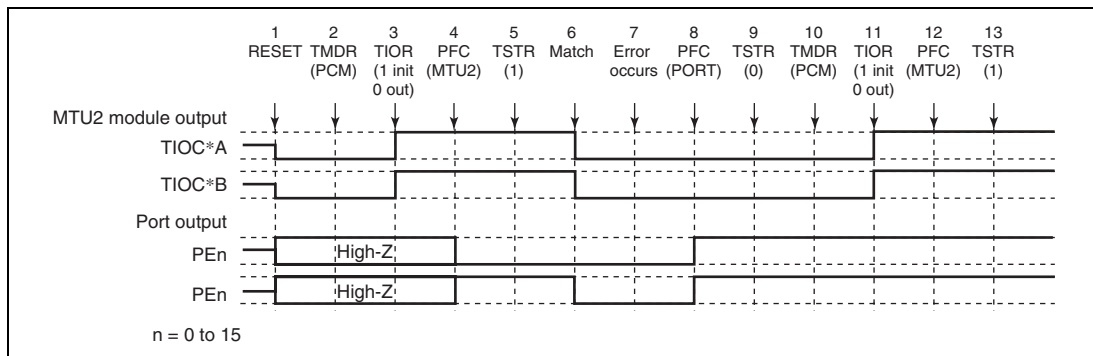 1 2 3 4 5 6 7 8 9 10 11 12 13
RESET TMDR TIOR PFC TSTR Match Error PFC TSTR TMDR TIOR PFC TSTR
(PCM) (1 init (MTU2) (1) occurs (PORT) (0) (PCM) (1 init (MTU2) (1)
0 out) 0 out)
MTU2 module output
TIOC*A
TIOC*B
Port output
PEn High-Z
PEn High-Z
n = 0 to 15